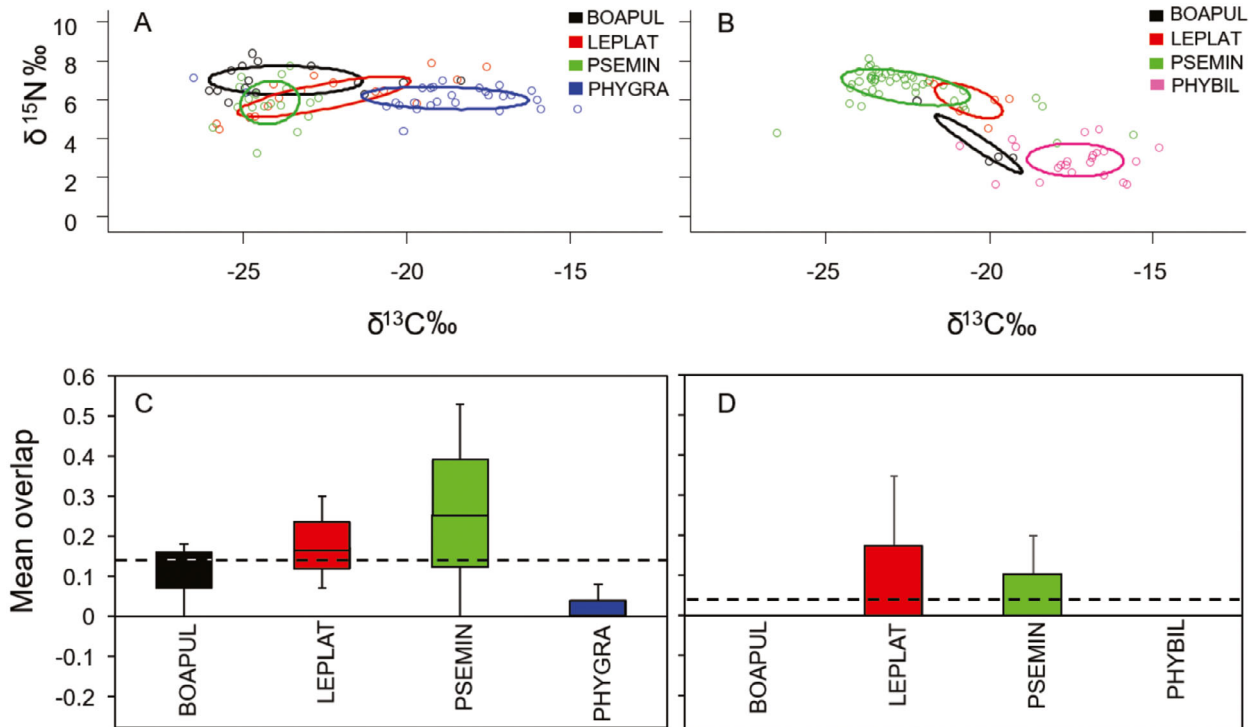 A
BOAPUL
LEPLAT
PSEMIN
PHYGRA
10
8
6
4
2
0
δ¹⁵N‰
-25
-20
-15
δ¹³C‰
B
BOAPUL
LEPLAT
PSEMIN
PHYBIL
-25
-20
-15
δ¹³C‰
C
0.6
0.5
0.4
0.3
0.2
0.1
0
-0.1
-0.2
Mean overlap
BOAPUL
LEPLAT
PSEMIN
PHYGRA
D
BOAPUL
LEPLAT
PSEMIN
PHYBIL